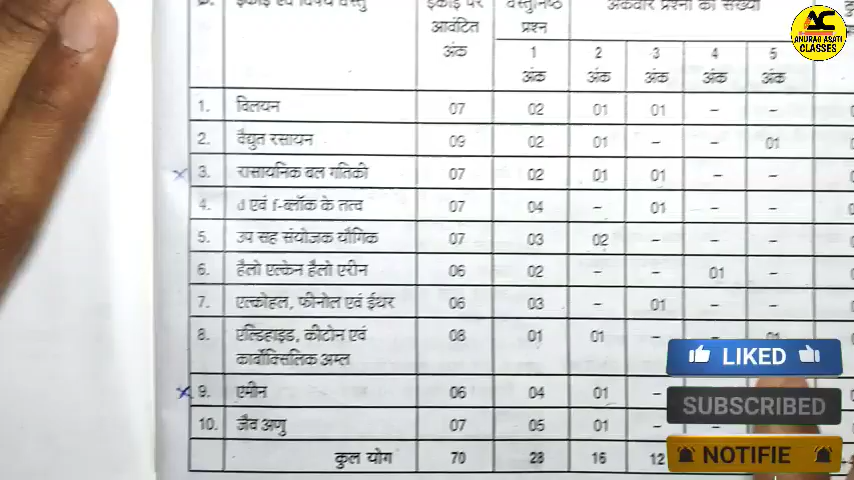 क्र. इकाई एवं विषय वस्तु इकाई पर वस्तुनिष्ठ अंकवार प्रश्नों की संख्या
आवंटित प्रश्न
अंक 1 2 3 4 5
अंक अंक अंक अंक अंक
1. विलयन 07 02 01 01 – –
2. वैद्युत रसायन 09 02 01 – – 01
3. रासायनिक बल गतिकी 07 02 01 01 – –
4. d एवं f-ब्लॉक के तत्व 07 04 – 01 – –
5. उप सह संयोजक यौगिक 07 03 02 – – –
6. हैलो एल्केन हैलो एरीन 06 02 – – 01 –
7. एल्कोहल, फीनोल एवं ईथर 06 03 – 01 – –
8. एल्डिहाइड, कीटोन एवं 08 01 01 – – 01
कार्बोक्सिलिक अम्ल
9. एमीन 06 04 01 –
10. जैव अणु 07 05 01 –
कुल योग 70 28 16 12
AC
ANURAG ASATI
CLASSES
LIKED
SUBSCRIBED
NOTIFIE